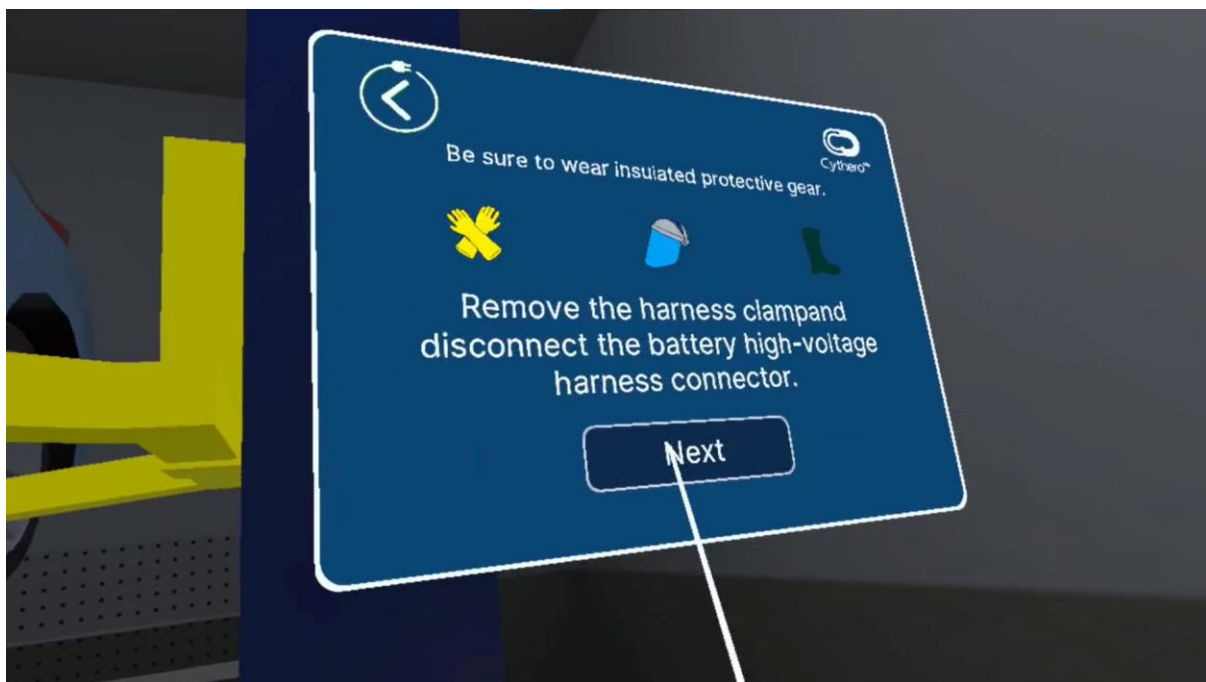 Cythero™
Be sure to wear insulated protective gear.
Remove the harness clampand
disconnect the battery high-voltage
harness connector.
Next